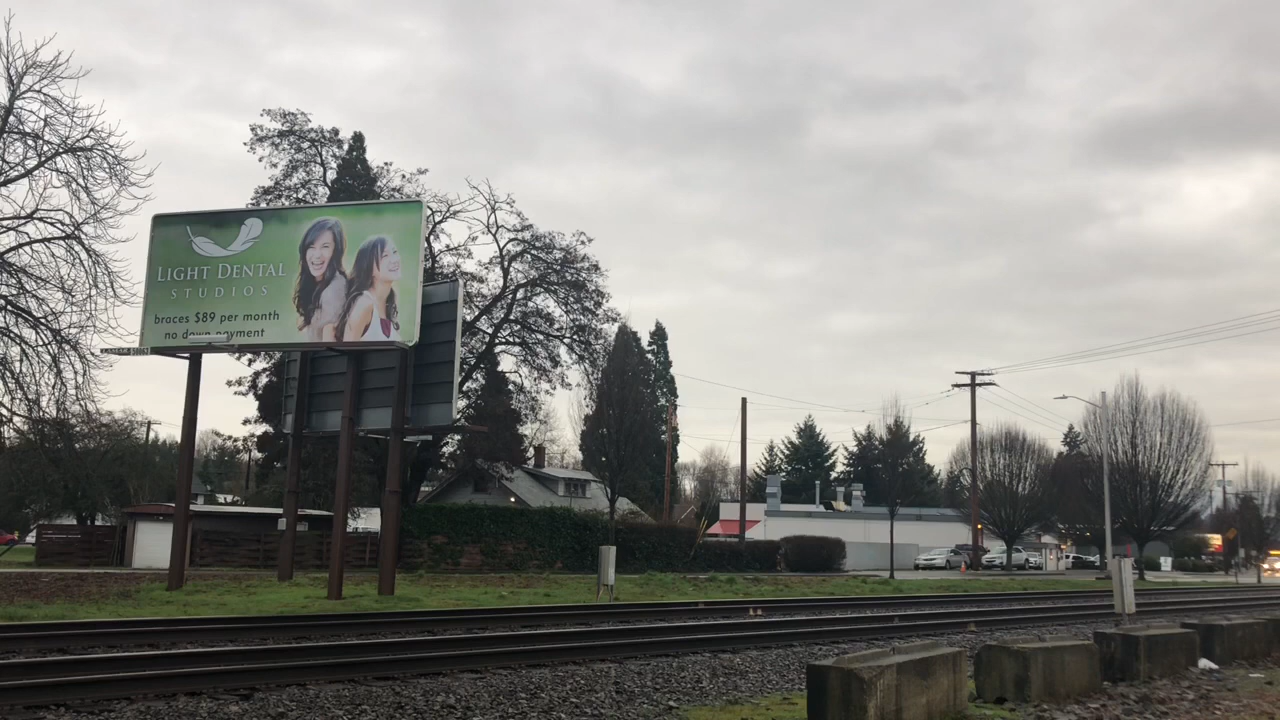 LIGHT DENTAL
STUDIOS
braces $89 per month
no down payment